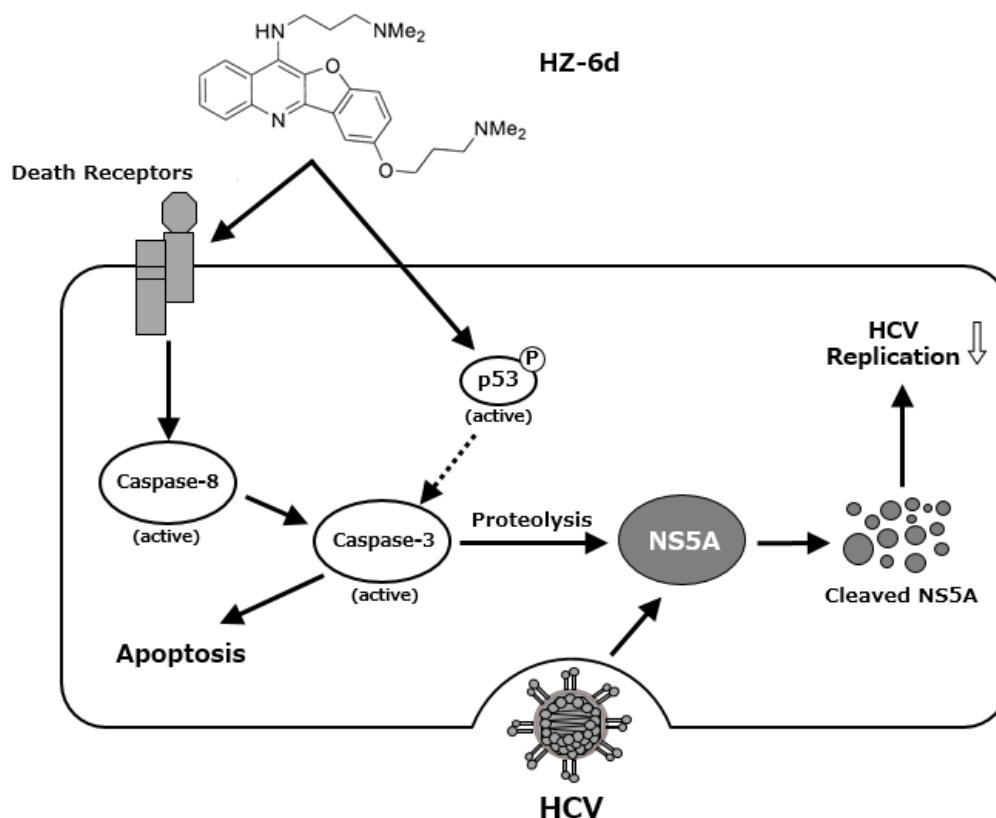 HN
NMe2
O
N
NMe2
O
HZ-6d
Death Receptors
P
p53
(active)
HCV
Replication
Caspase-8
(active)
Caspase-3
(active)
Proteolysis
NS5A
Cleaved NS5A
Apoptosis
HCV